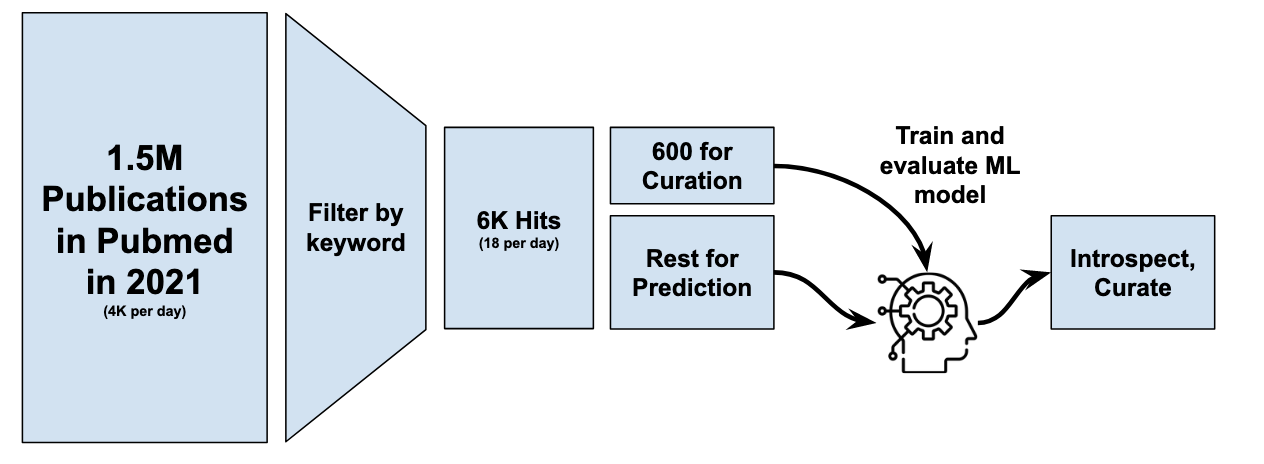 1.5M
Publications
in Pubmed
in 2021
(4K per day)
Filter by
keyword
6K Hits
(18 per day)
600 for
Curation
Rest for
Prediction
Train and
evaluate ML
model
Introspect,
Curate